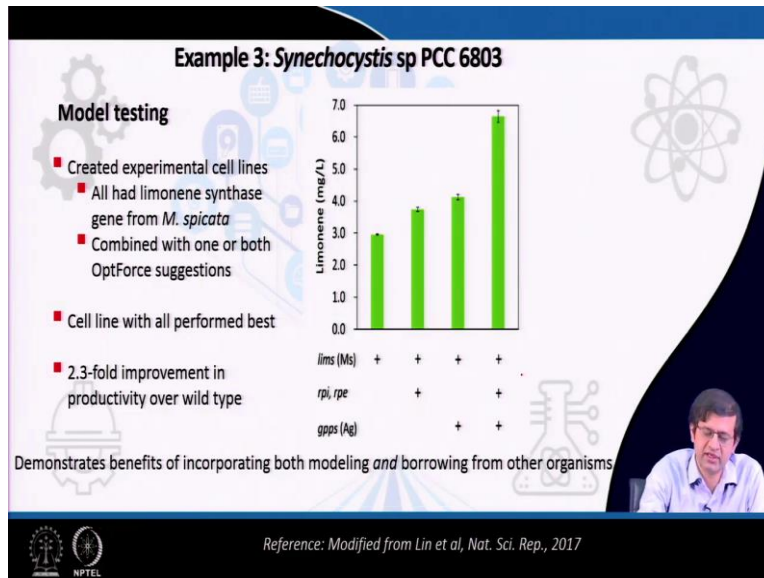 Example 3: Synechocystis sp PCC 6803
Model testing
Created experimental cell lines
All had limonene synthase
gene from M. spicata
Combined with one or both
OptForce suggestions
Cell line with all performed best
2.3-fold improvement in
productivity over wild type
Limonene (mg/L)
7.0
6.0
5.0
4.0
3.0
2.0
1.0
0.0
lims (Ms) + + + +
rpi, rpe + +
gpps (Ag) + +
Demonstrates benefits of incorporating both modeling and borrowing from other organisms
Reference: Modified from Lin et al, Nat. Sci. Rep., 2017
NPTEL